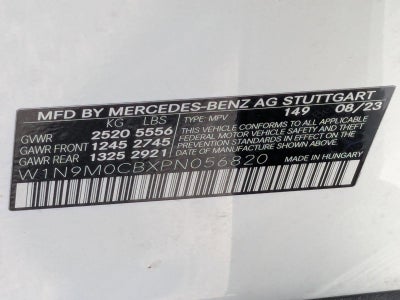 MFD BY MERCEDES-BENZ AG STUTTGART
KG LBS TYPE: MPV 149 08/23
GVWR 2520 5556
GAWR FRONT 1245 2745
GAWR REAR 1325 2921
THIS VEHICLE CONFORMS TO ALL APPLICABLE
FEDERAL MOTOR VEHICLE SAFETY AND THEFT
PREVENTION STANDARDS IN EFFECT ON THE
DATE OF MANUFACTURE SHOWN ABOVE.
W1N9M0CBXPN056820 MADE IN HUNGARY